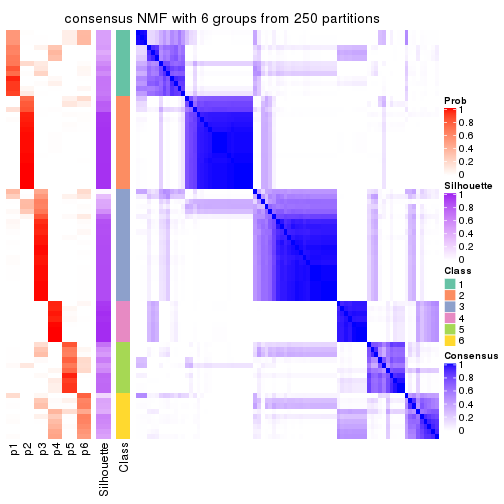 consensus NMF with 6 groups from 250 partitions
Prob
1
0.8
0.6
0.4
0.2
0
Silhouette
1
0.8
0.6
0.4
0.2
0
Class
1
2
3
4
5
6
Consensus
1
0.8
0.6
0.4
0.2
0
p1
p2
p3
p4
p5
p6
Silhouette
Class